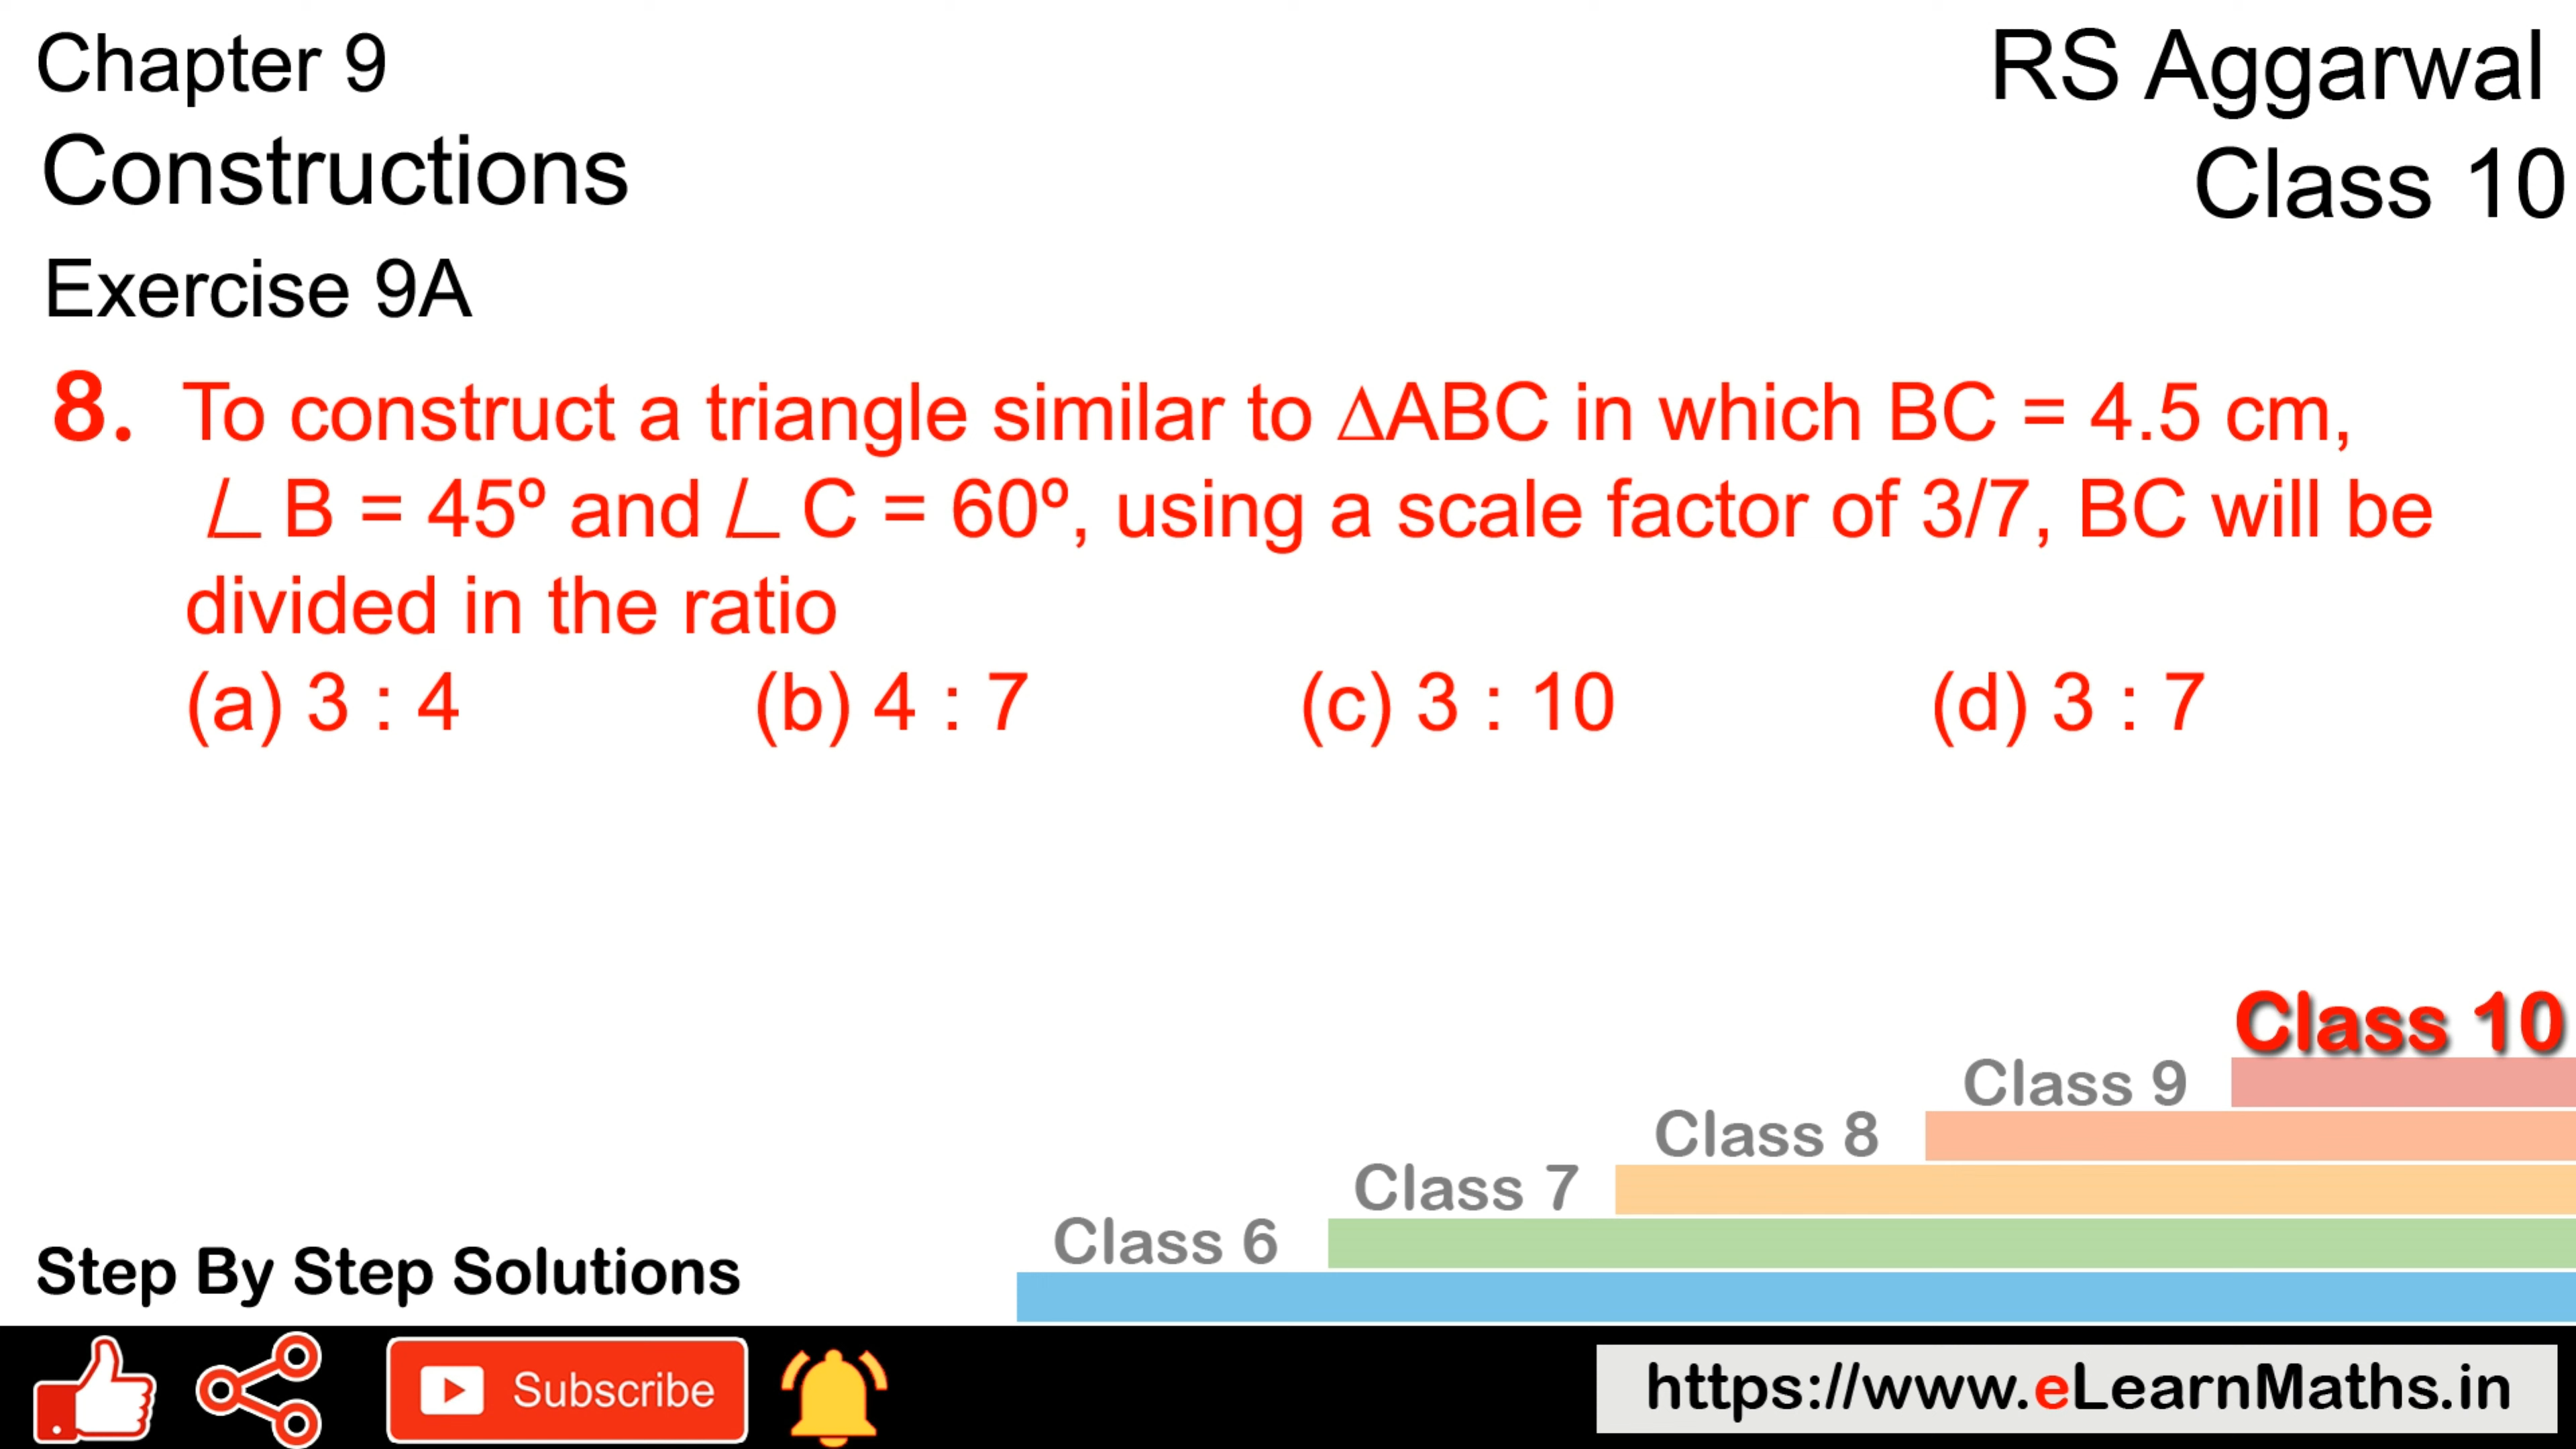 Chapter 9
RS Aggarwal
Constructions
Class 10
Exercise 9A
8. To construct a triangle similar to ΔABC in which BC = 4.5 cm,
∠ B = 45º and ∠ C = 60º, using a scale factor of 3/7, BC will be
divided in the ratio
(a) 3 : 4 (b) 4 : 7 (c) 3 : 10 (d) 3 : 7
Class 10
Class 9
Class 8
Class 7
Class 6
Step By Step Solutions
Subscribe
https://www.eLearnMaths.in